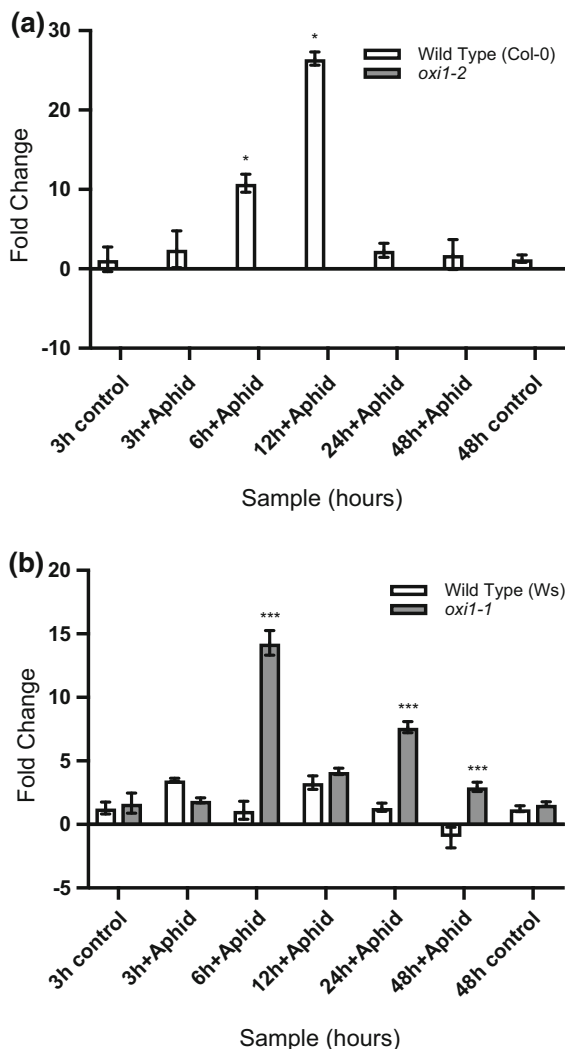 (a)
30
20
10
0
-10
Fold Change
*
*
Wild Type (Col-0)
oxi1-2
3h control
3h+Aphid
6h+Aphid
12h+Aphid
24h+Aphid
48h+Aphid
48h control
Sample (hours)
(b)
20
15
10
5
0
-5
Fold Change
***
***
***
Wild Type (Ws)
oxi1-1
3h control
3h+Aphid
6h+Aphid
12h+Aphid
24h+Aphid
48h+Aphid
48h control
Sample (hours)